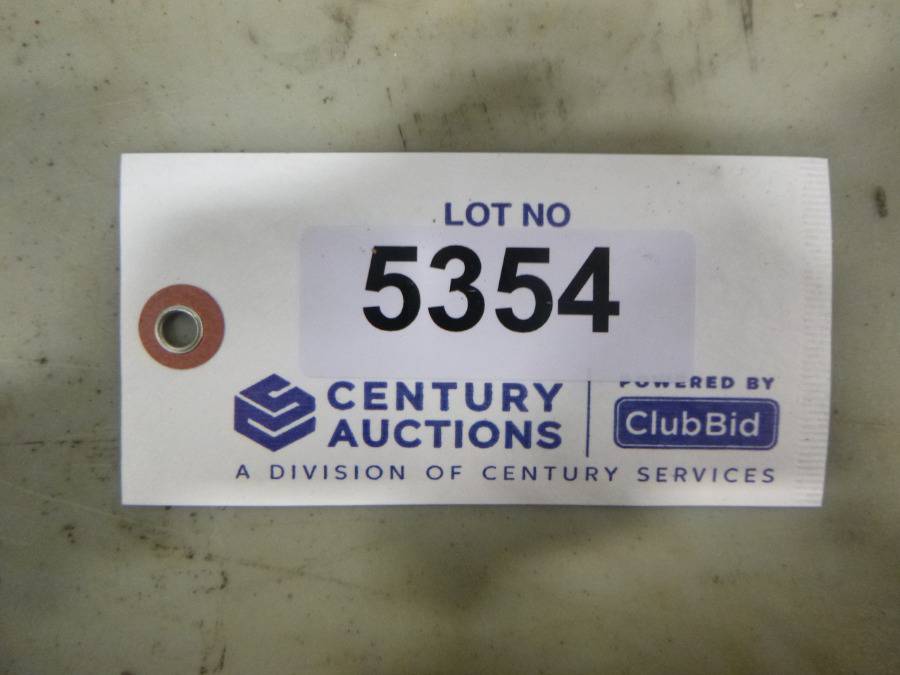 LOT NO
5354
CENTURY
AUCTIONS
POWERED BY
ClubBid
A DIVISION OF CENTURY SERVICES